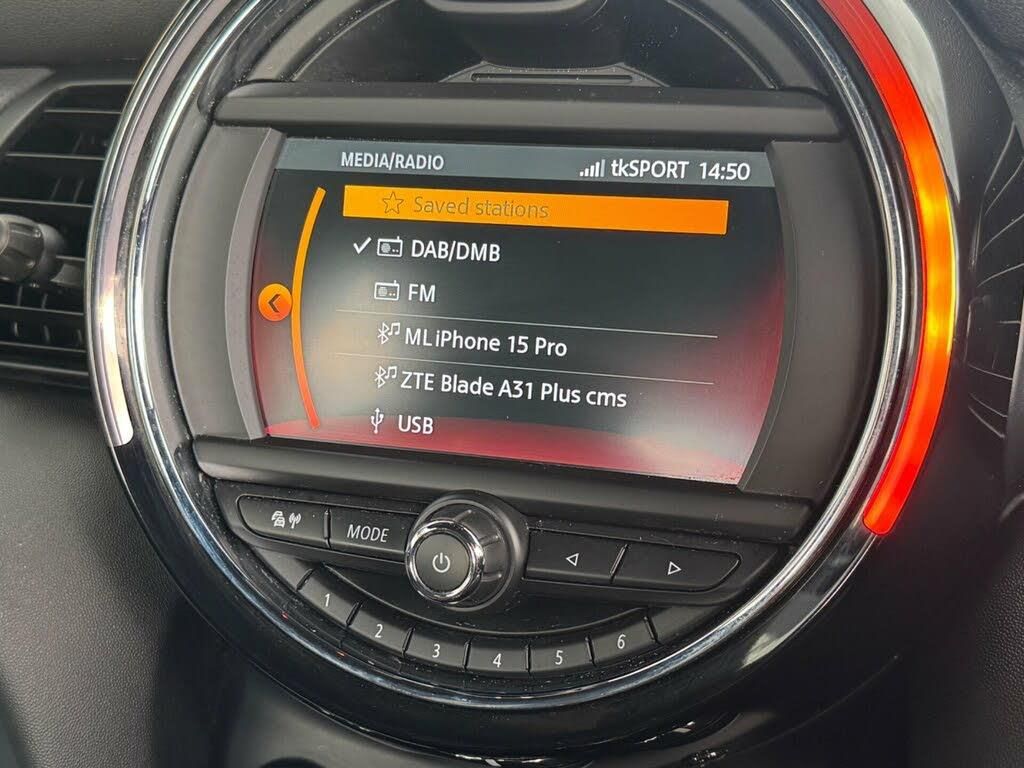 MEDIA/RADIO tkSPORT 14:50
Saved stations
DAB/DMB
FM
ML iPhone 15 Pro
ZTE Blade A31 Plus cms
USB
MODE
1 2 3 4 5 6